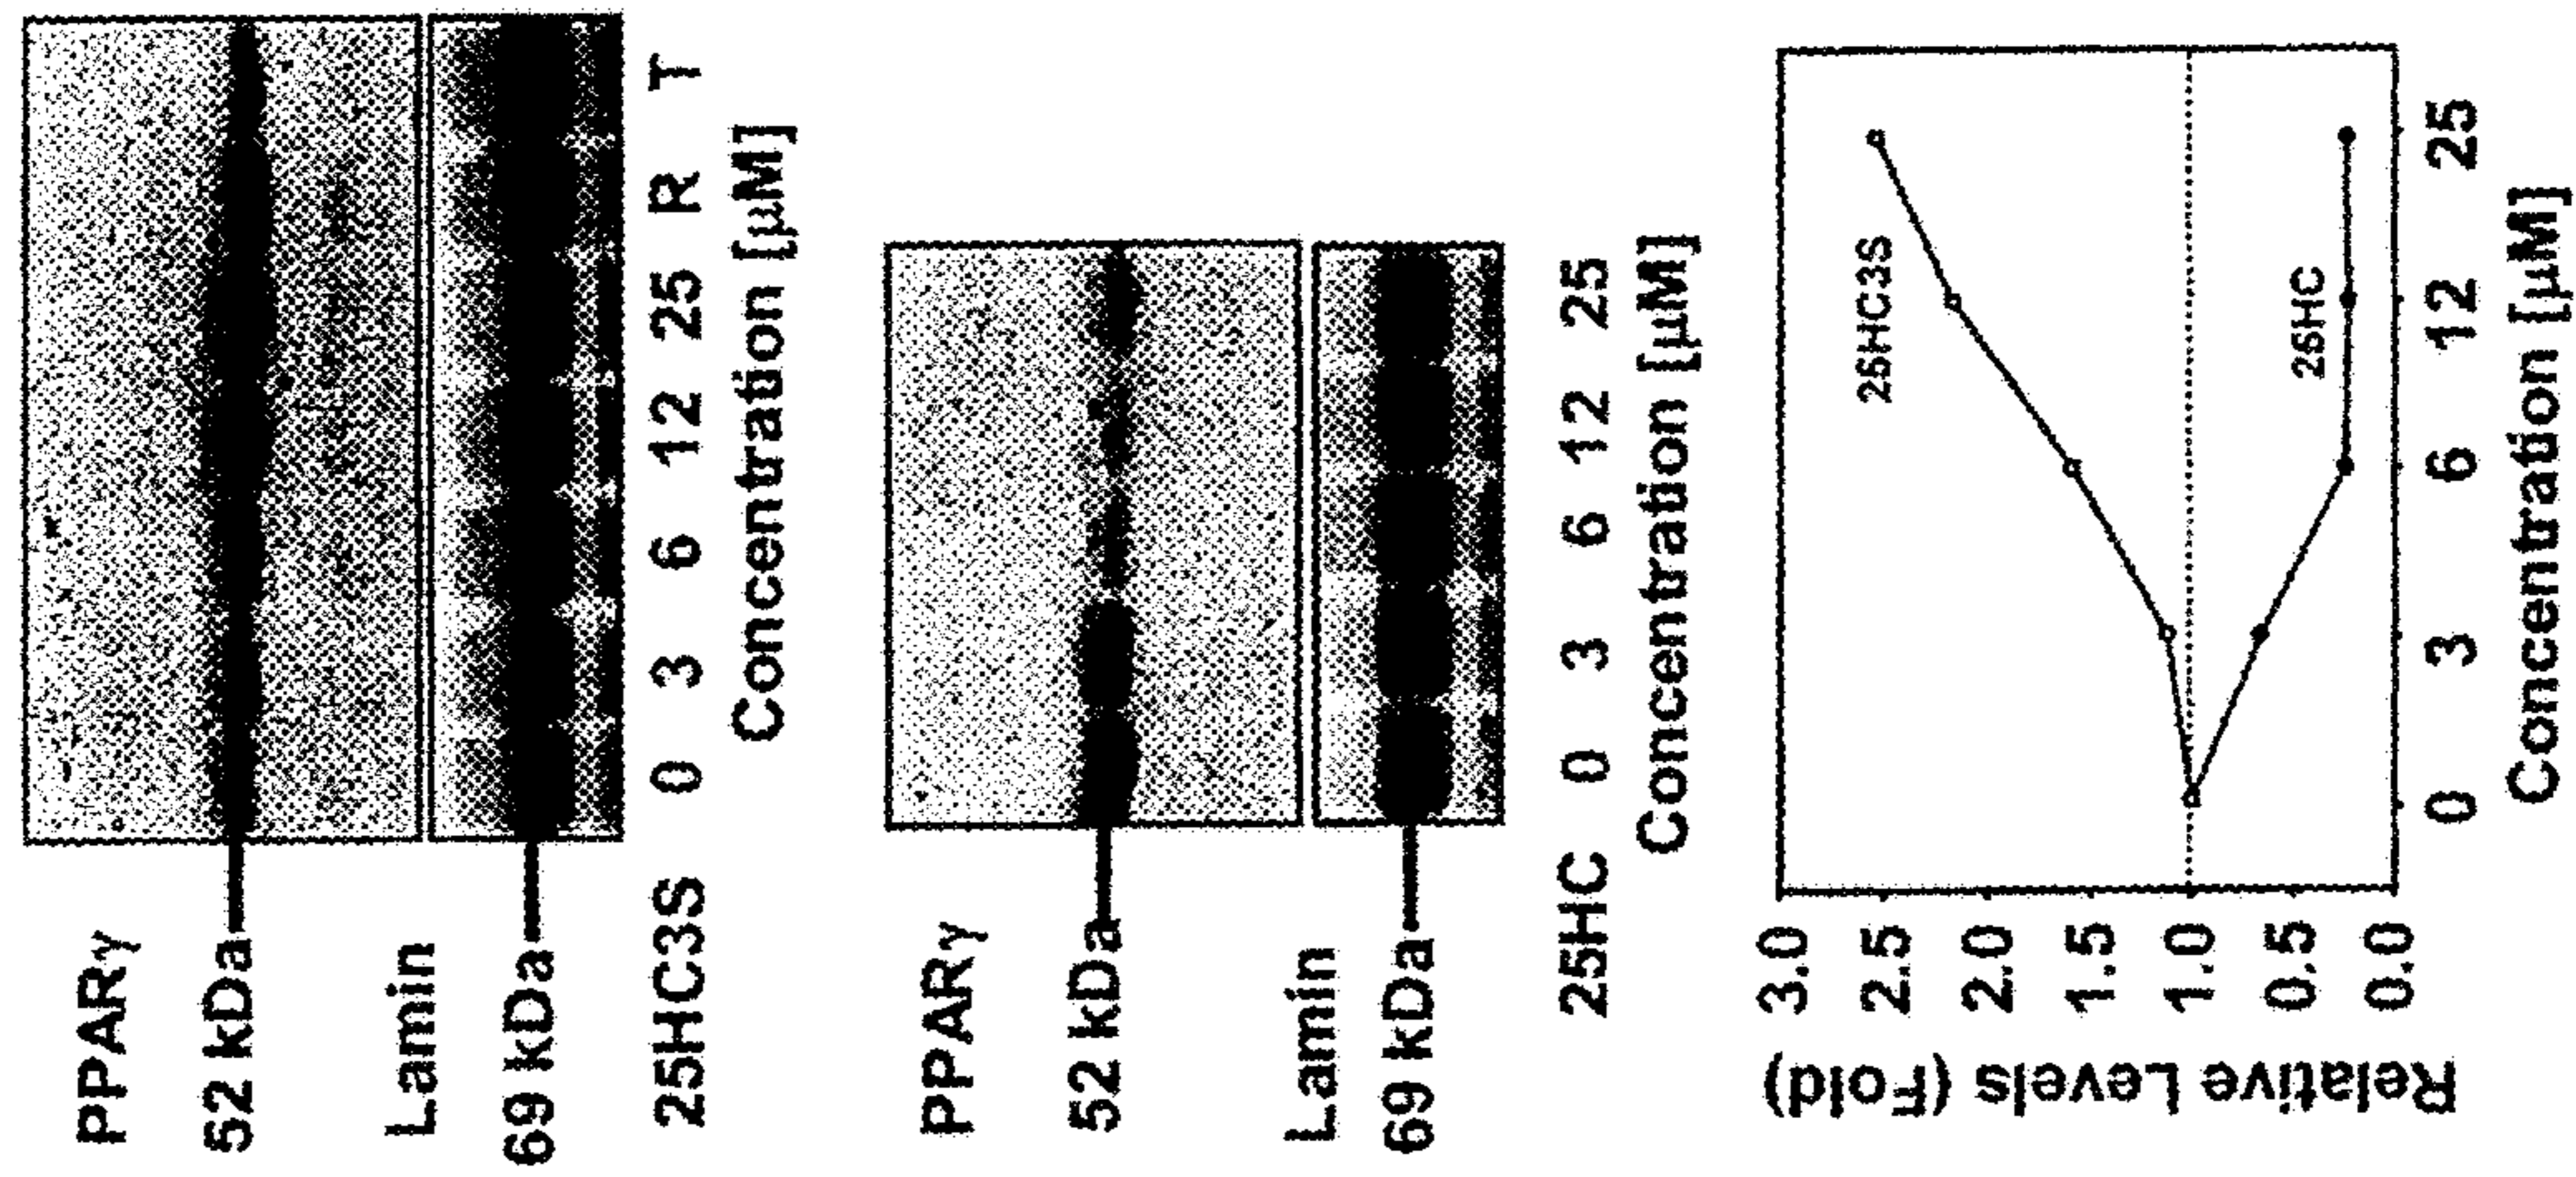 PPARγ
52 kDa
Lamin
69 kDa
25HC3S 0 3 6 12 25 R T
Concentration [µM]
PPARγ
52 kDa
Lamin
69 kDa
25HC 0 3 6 12 25
Concentration [µM]
Relative Levels (Fold)
3.0
2.5
2.0
1.5
1.0
0.5
0.0
25HC3S
25HC
0 3 6 12 25
Concentration [µM]